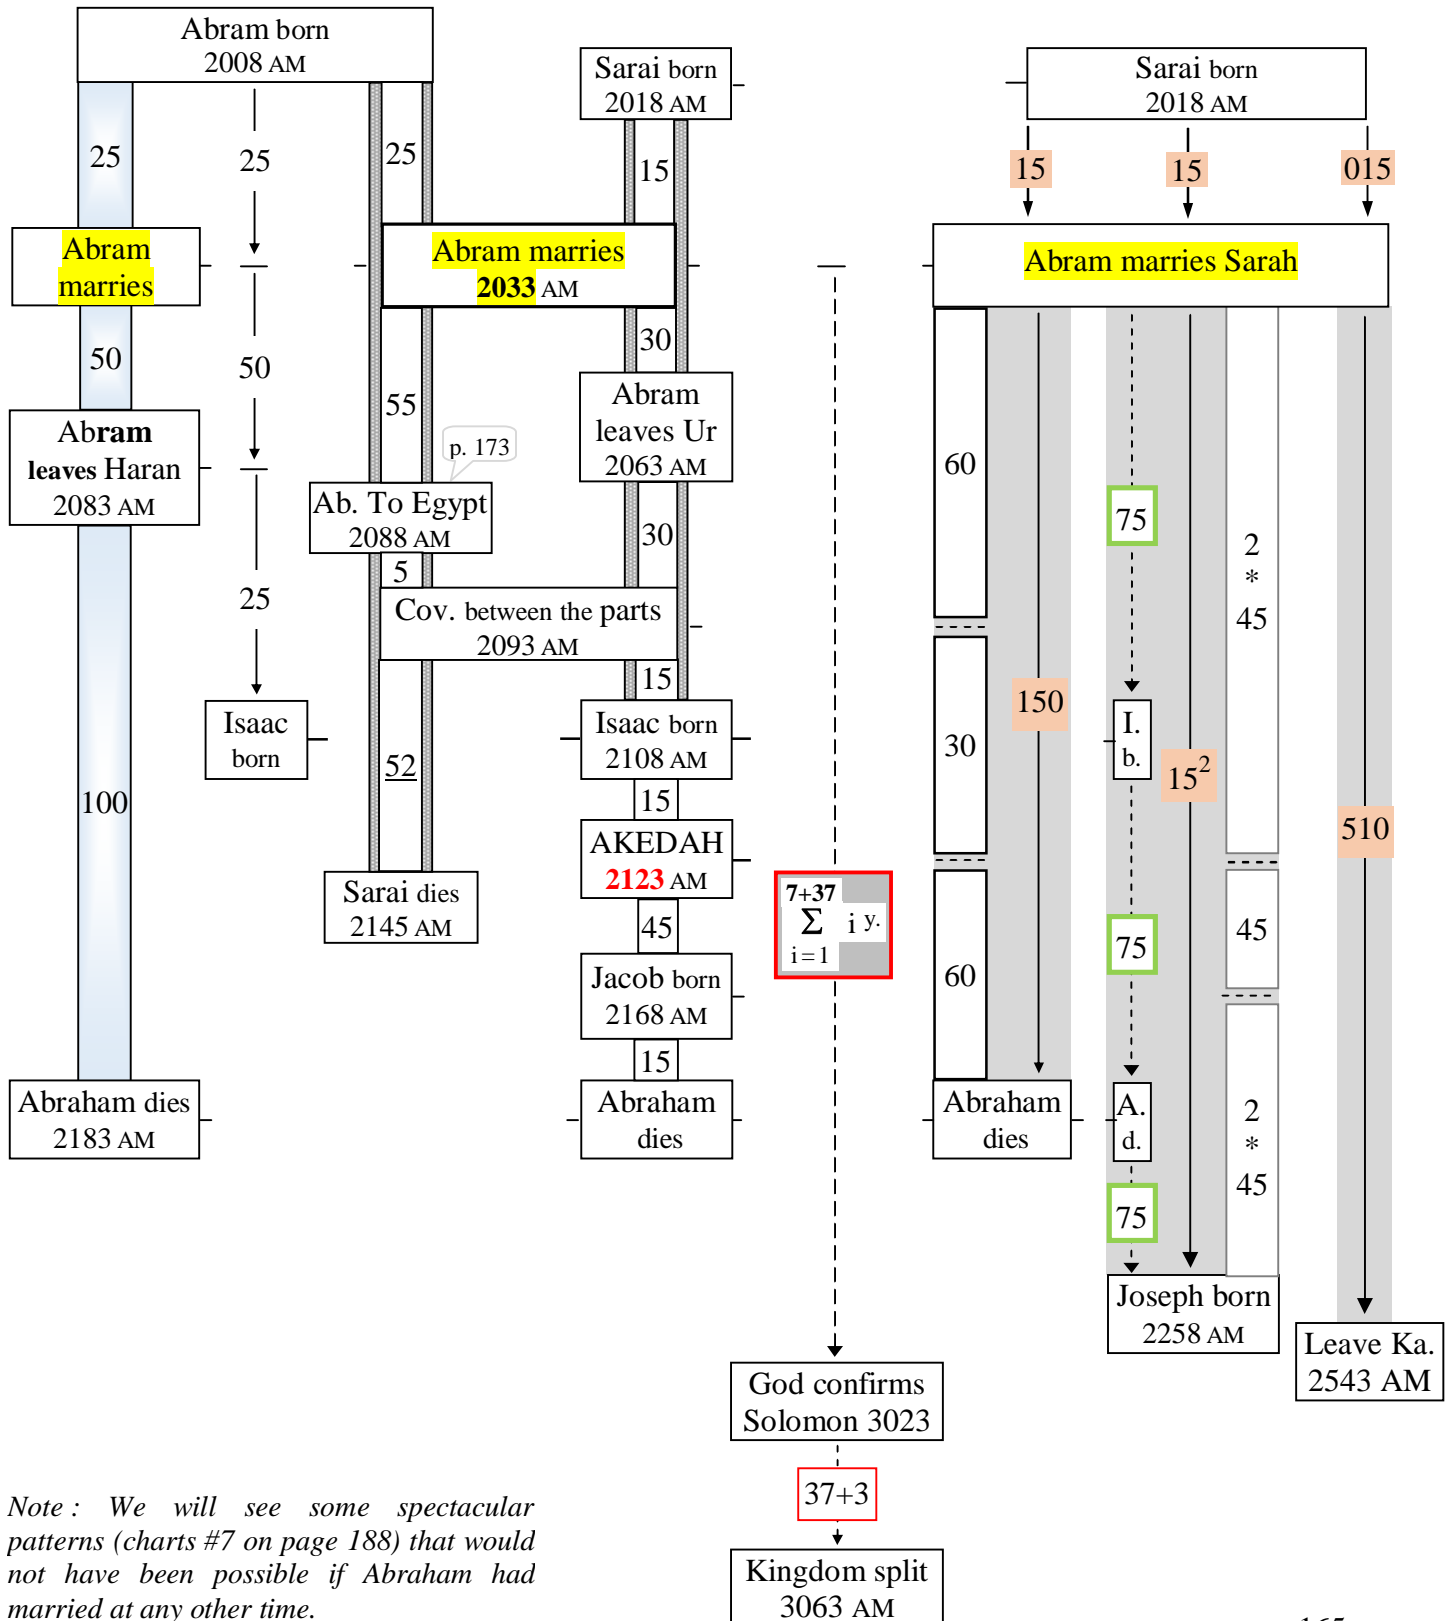 Abram born
2008 AM
25
Abram
marries
50
Abram
leaves Haran
2083 AM
100
Abraham dies
2183 AM
25
50
25
Isaac
born
25
55
p. 173
Ab. To Egypt
2088 AM
5
52
Sarai dies
2145 AM
Sarai born
2018 AM
15
Abram marries
2033 AM
30
Abram
leaves Ur
2063 AM
30
Cov. between the parts
2093 AM
15
Isaac born
2108 AM
15
AKEDAH
2123 AM
45
Jacob born
2168 AM
15
Abraham
dies
7+37
Σ i y.
i = 1
God confirms
Solomon 3023
37+3
Kingdom split
3063 AM
Sarai born
2018 AM
15
15
015
Abram marries Sarah
60
30
60
150
Abraham
dies
75
I.
b.
75
A.
d.
75
15²
2
*
45
45
2
*
45
Joseph born
2258 AM
510
Leave Ka.
2543 AM
Note : We will see some spectacular
patterns (charts #7 on page 188) that would
not have been possible if Abraham had
married at any other time.
165